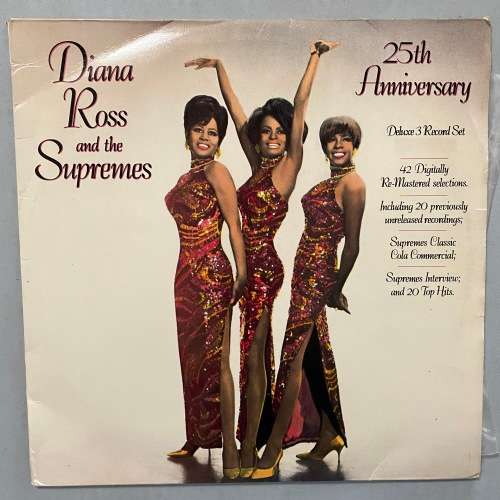 Diana
Ross
and the
Supremes
25th
Anniversary
Deluxe 3 Record Set
42 Digitally
Re-Mastered selections.
Including 20 previously
unreleased recordings;
Supremes Classic
Cola Commercial;
Supremes Interview;
and 20 Top Hits.